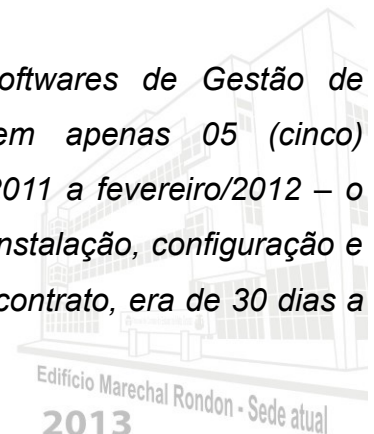 oftwares de Gestão de
em apenas 05 (cinco)
2011 a fevereiro/2012 – o
nstalação, configuração e
contrato, era de 30 dias a
Edifício Marechal Rondon - Sede atual
2013